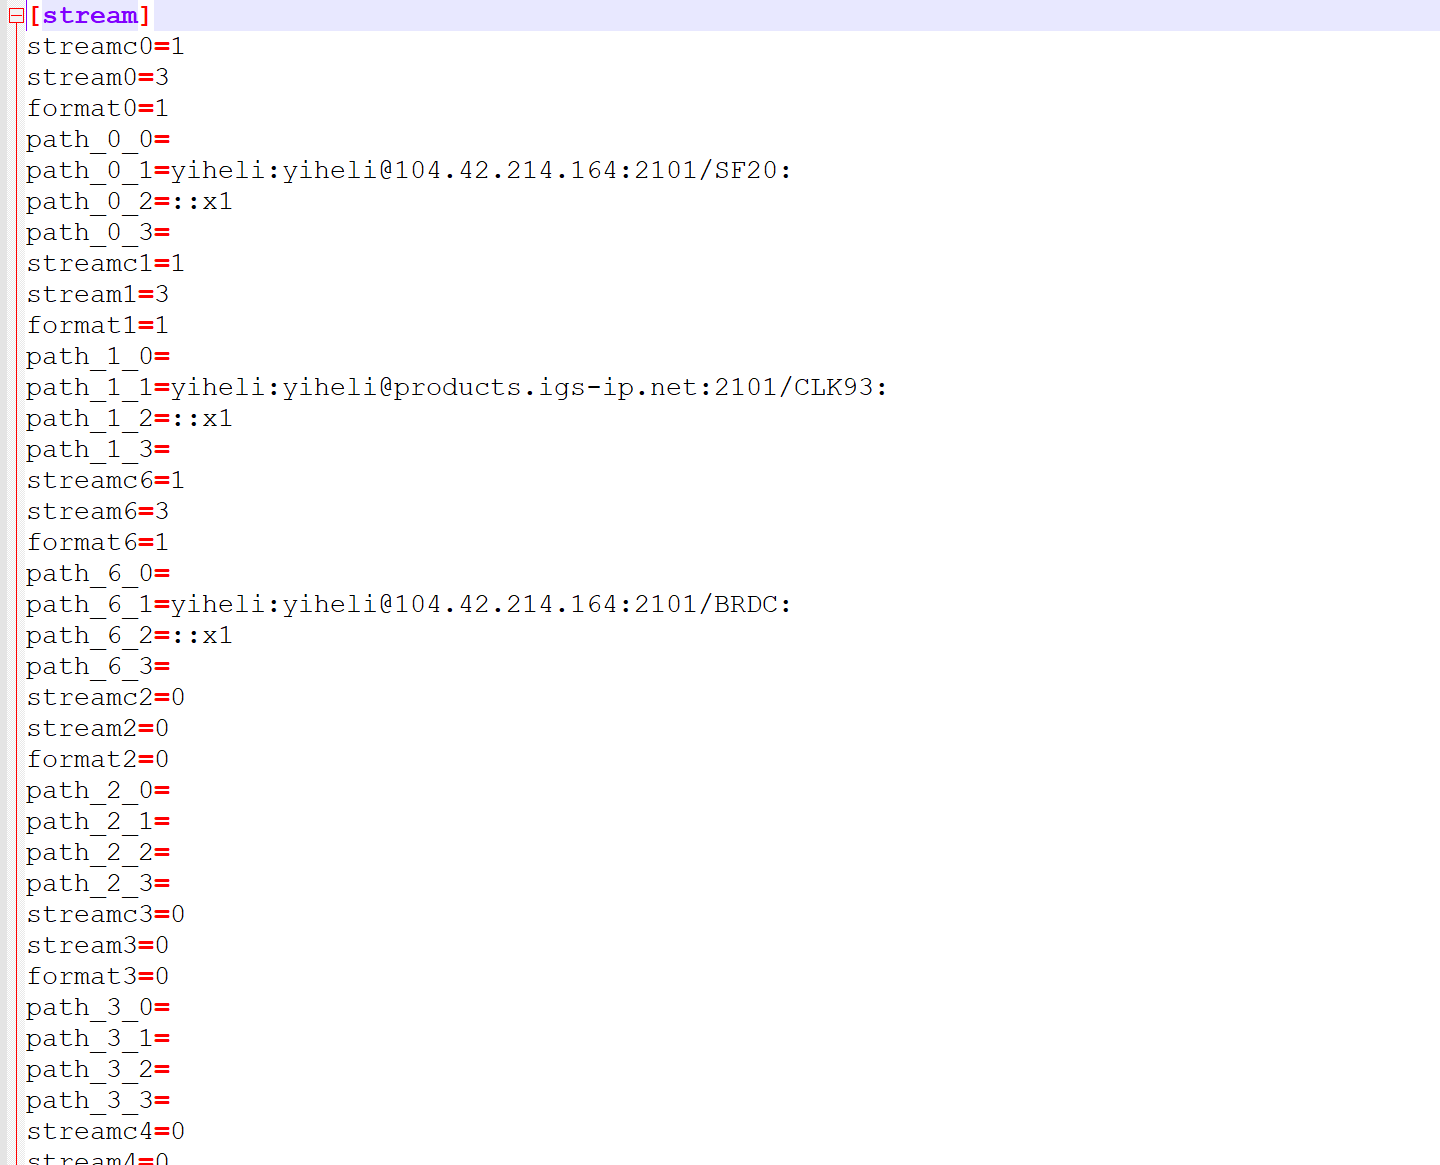 [stream]
streamc0=1
stream0=3
format0=1
path_0_0=
path_0_1=yiheli:yiheli@104.42.214.164:2101/SF20:
path_0_2=::x1
path_0_3=
streamc1=1
stream1=3
format1=1
path_1_0=
path_1_1=yiheli:yiheli@products.igs-ip.net:2101/CLK93:
path_1_2=::x1
path_1_3=
streamc6=1
stream6=3
format6=1
path_6_0=
path_6_1=yiheli:yiheli@104.42.214.164:2101/BRDC:
path_6_2=::x1
path_6_3=
streamc2=0
stream2=0
format2=0
path_2_0=
path_2_1=
path_2_2=
path_2_3=
streamc3=0
stream3=0
format3=0
path_3_0=
path_3_1=
path_3_2=
path_3_3=
streamc4=0
stream4=0